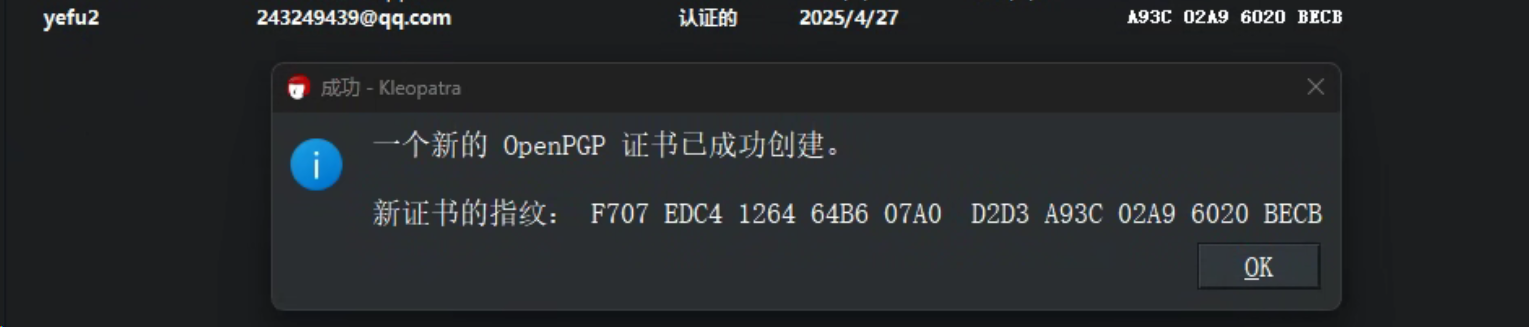 yefu2 243249439@qq.com 认证的 2025/4/27 A93C 02A9 6020 BECB
成功 - Kleopatra
一个新的 OpenPGP 证书已成功创建。
新证书的指纹： F707 EDC4 1264 64B6 07A0  D2D3 A93C 02A9 6020 BECB
OK